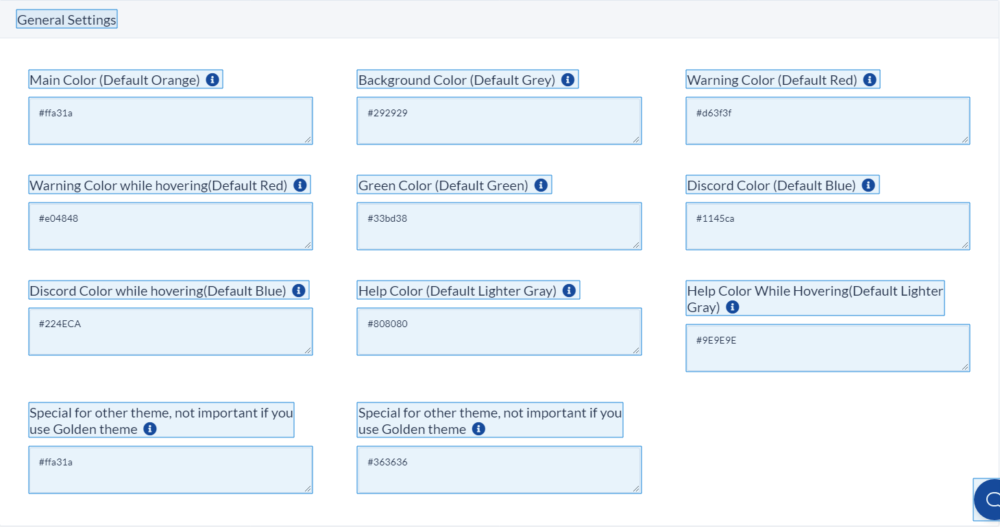 General Settings
Main Color (Default Orange)
Background Color (Default Grey)
Warning Color (Default Red)
#ffa31a
#292929
#d63f3f
Warning Color while hovering(Default Red)
Green Color (Default Green)
Discord Color (Default Blue)
#e04848
#33bd38
#1145ca
Discord Color while hovering(Default Blue)
Help Color (Default Lighter Gray)
Help Color While Hovering(Default Lighter
Gray)
#224ECA
#808080
#9E9E9E
Special for other theme, not important if you
use Golden theme
Special for other theme, not important if you
use Golden theme
#ffa31a
#363636